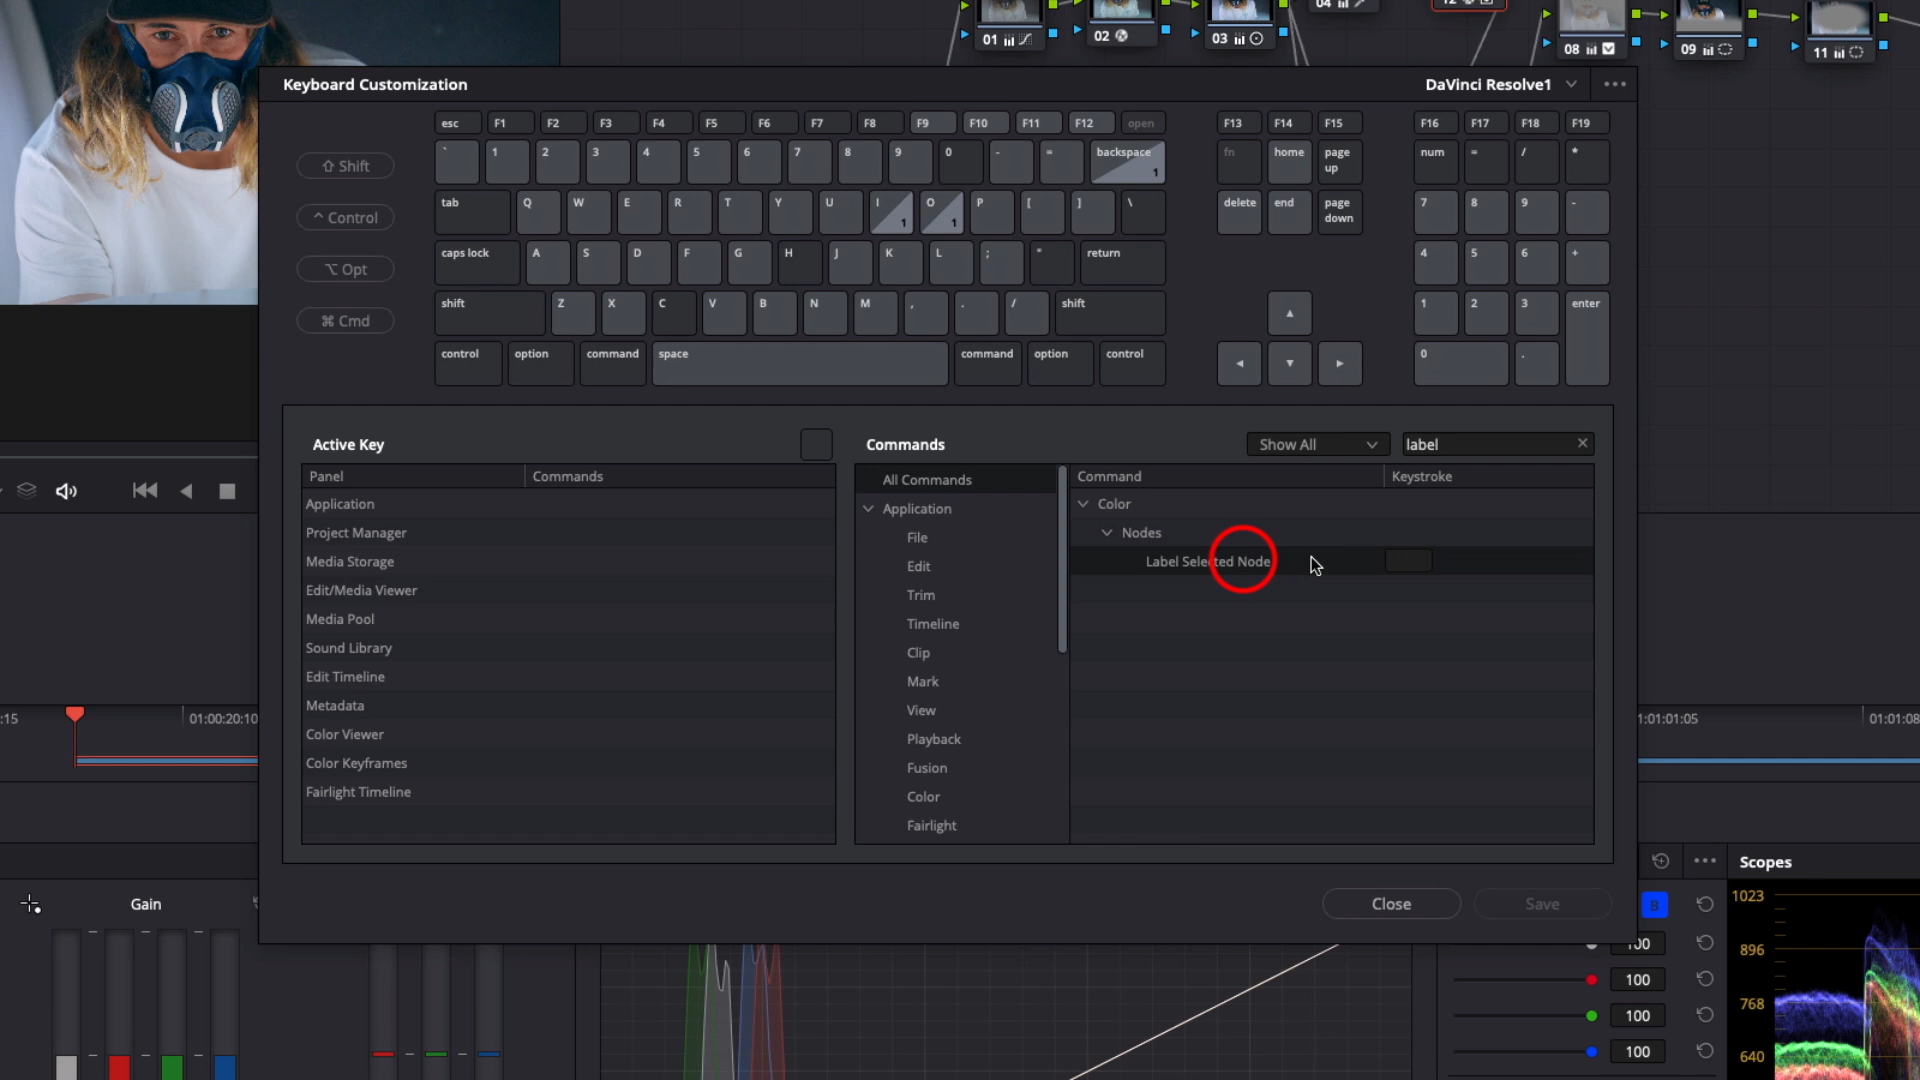 04
12
01
02
03
08
09
11
Keyboard Customization
DaVinci Resolve1
esc F1 F2 F3 F4 F5 F6 F7 F8 F9 F10 F11 F12 open
F13 F14 F15
F16 F17 F18 F19
⇧ Shift
` 1 2 3 4 5 6 7 8 9 0 - = backspace 1
fn home page up
num = / *
^ Control
tab Q W E R T Y U I 1 O 1 P [ ] \
delete end page down
7 8 9 -
⌥ Opt
caps lock A S D F G H J K L ; " return
4 5 6 +
⌘ Cmd
shift Z X C V B N M , . / shift
1 2 3 enter
control option command space command option control
0 .
Active Key
Commands
Show All
label
Panel
Commands
Application
Project Manager
Media Storage
Edit/Media Viewer
Media Pool
Sound Library
Edit Timeline
Metadata
Color Viewer
Color Keyframes
Fairlight Timeline
All Commands
Application
File
Edit
Trim
Timeline
Clip
Mark
View
Playback
Fusion
Color
Fairlight
Command
Keystroke
Color
Nodes
Label Selected Node
:15
01:00:20:10
1:01:01:05
01:01:08
Close
Save
Gain
Scopes
B
100
100
100
100
1023
896
768
640